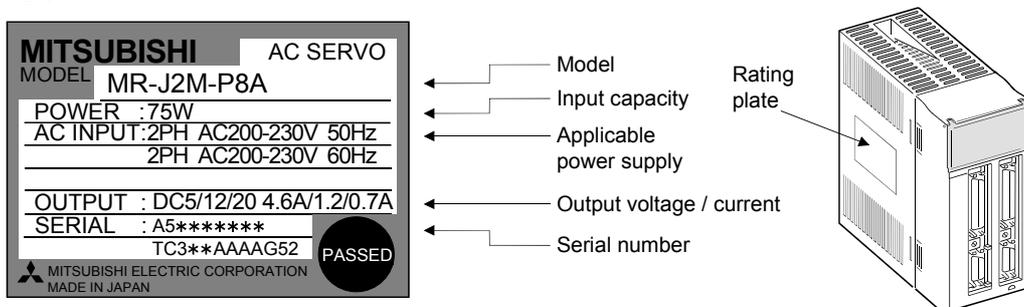 MITSUBISHI AC SERVO
MODEL MR-J2M-P8A
POWER :75W
AC INPUT:2PH AC200-230V 50Hz
2PH AC200-230V 60Hz
OUTPUT : DC5/12/20 4.6A/1.2/0.7A
SERIAL : A5*******
TC3**AAAAG52
PASSED
MITSUBISHI ELECTRIC CORPORATION
MADE IN JAPAN
Model
Input capacity
Applicable
power supply
Output voltage / current
Serial number
Rating
plate